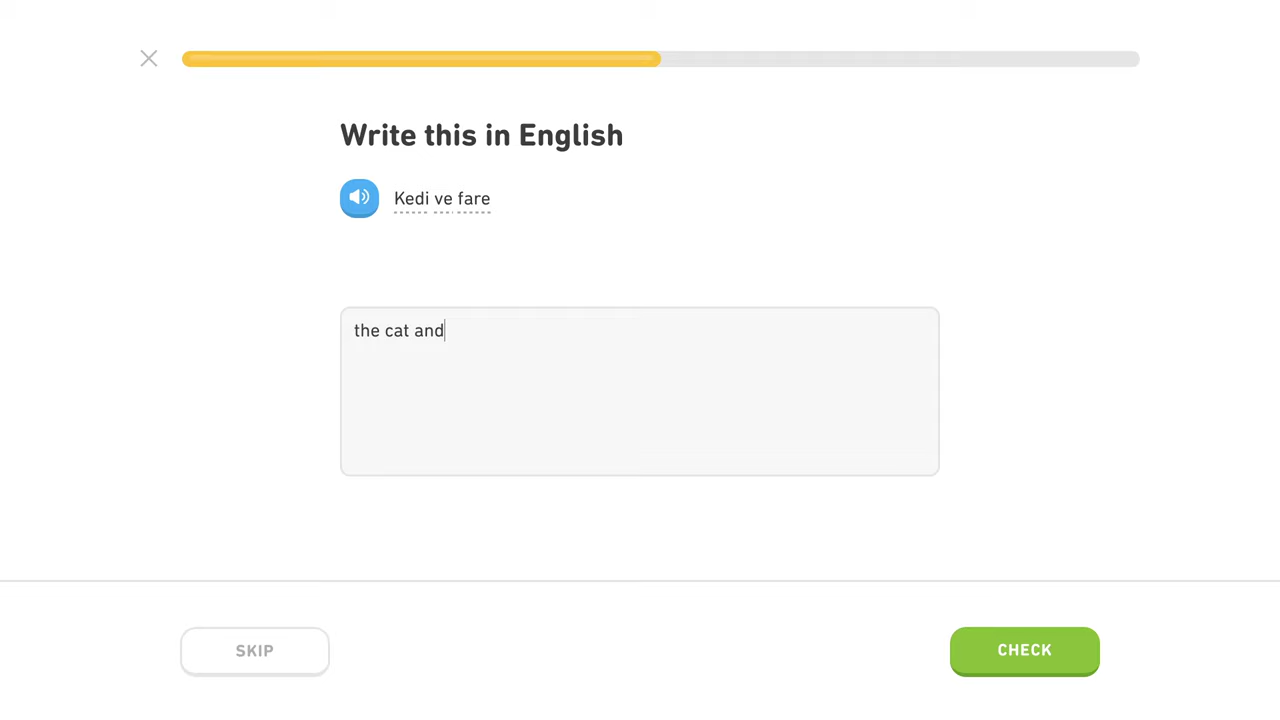 Write this in English
Kedi ve fare
the cat and
SKIP
CHECK